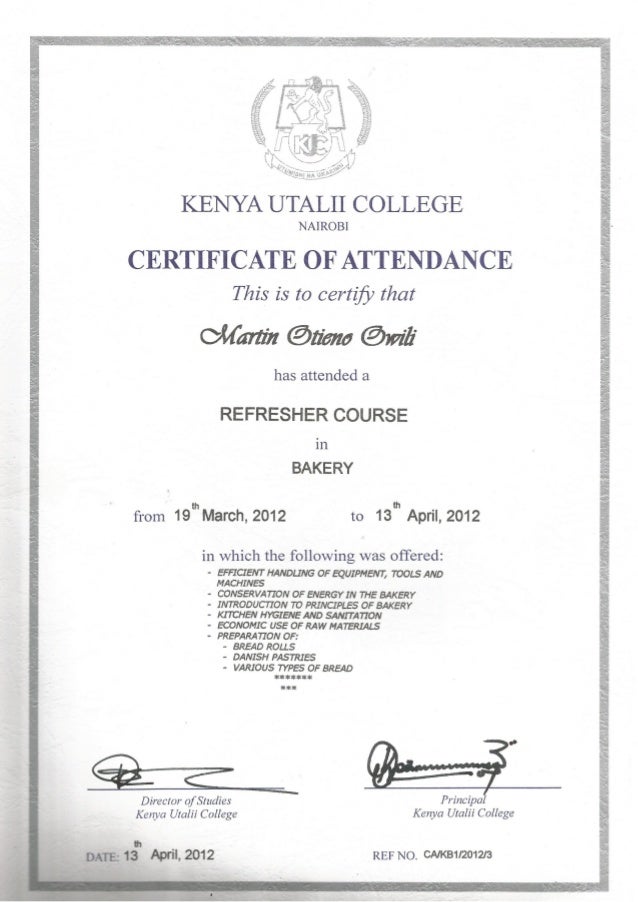 KUC
UTUMISHI NA UKARIMU
KENYA UTALII COLLEGE
NAIROBI
CERTIFICATE OF ATTENDANCE
This is to certify that
Martin Otieno Owili
has attended a
REFRESHER COURSE
in
BAKERY
from 19th March, 2012 to 13th April, 2012
in which the following was offered:
- EFFICIENT HANDLING OF EQUIPMENT, TOOLS AND
MACHINES
- CONSERVATION OF ENERGY IN THE BAKERY
- INTRODUCTION TO PRINCIPLES OF BAKERY
- KITCHEN HYGIENE AND SANITATION
- ECONOMIC USE OF RAW MATERIALS
- PREPARATION OF:
- BREAD ROLLS
- DANISH PASTRIES
- VARIOUS TYPES OF BREAD
*******
***
Director of Studies
Kenya Utalii College
Principal
Kenya Utalii College
DATE: 13th April, 2012
REF NO. CA/KB1/2012/3